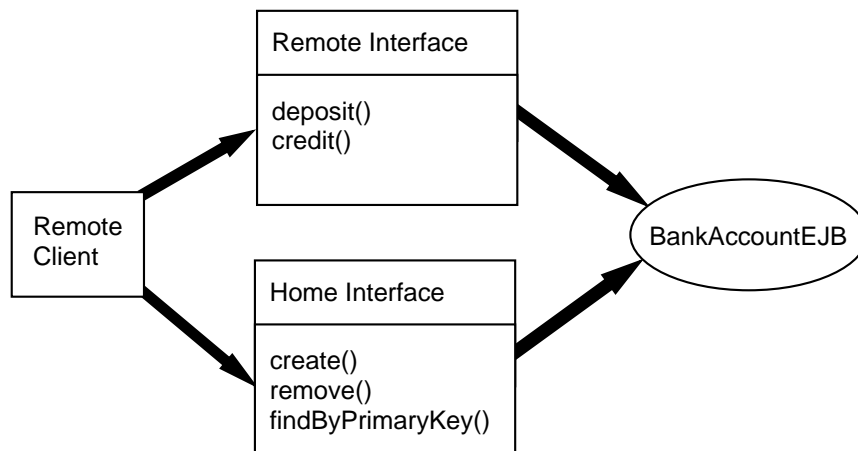 Remote Interface
deposit()
credit()
Remote
Client
BankAccountEJB
Home Interface
create()
remove()
findByPrimaryKey()